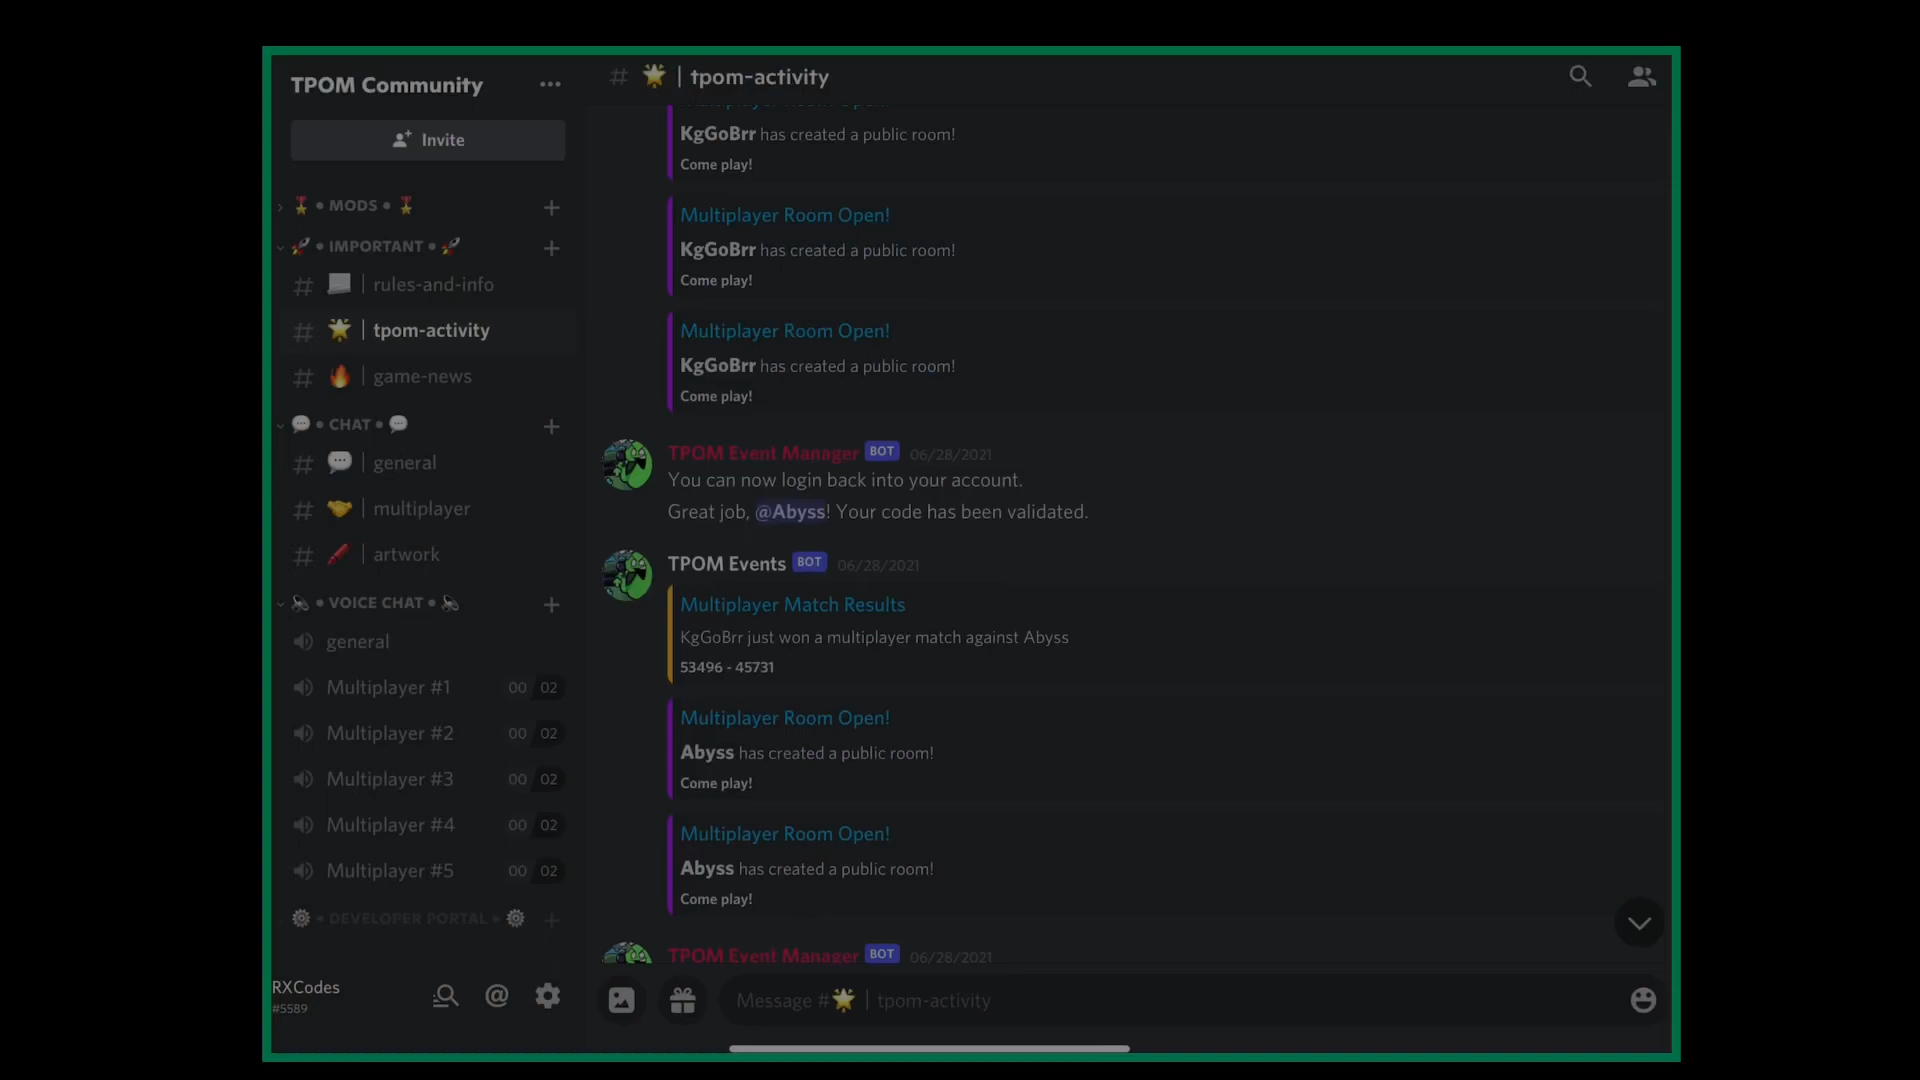 TPOM Community
Invite
• MODS •
• IMPORTANT •
| rules-and-info
| tpom-activity
| game-news
• CHAT •
| general
| multiplayer
| artwork
• VOICE CHAT •
general
Multiplayer #1 00 02
Multiplayer #2 00 02
Multiplayer #3 00 02
Multiplayer #4 00 02
Multiplayer #5 00 02
• DEVELOPER PORTAL •
RXCodes
#5589
# 🌟 | tpom-activity
Multiplayer Room Open!
KgGoBrr has created a public room!
Come play!
Multiplayer Room Open!
KgGoBrr has created a public room!
Come play!
Multiplayer Room Open!
KgGoBrr has created a public room!
Come play!
TPOM Event Manager BOT 06/28/2021
You can now login back into your account.
Great job, @Abyss! Your code has been validated.
TPOM Events BOT 06/28/2021
Multiplayer Match Results
KgGoBrr just won a multiplayer match against Abyss
53496 - 45731
Multiplayer Room Open!
Abyss has created a public room!
Come play!
Multiplayer Room Open!
Abyss has created a public room!
Come play!
TPOM Event Manager BOT 06/28/2021
Message #🌟 | tpom-activity